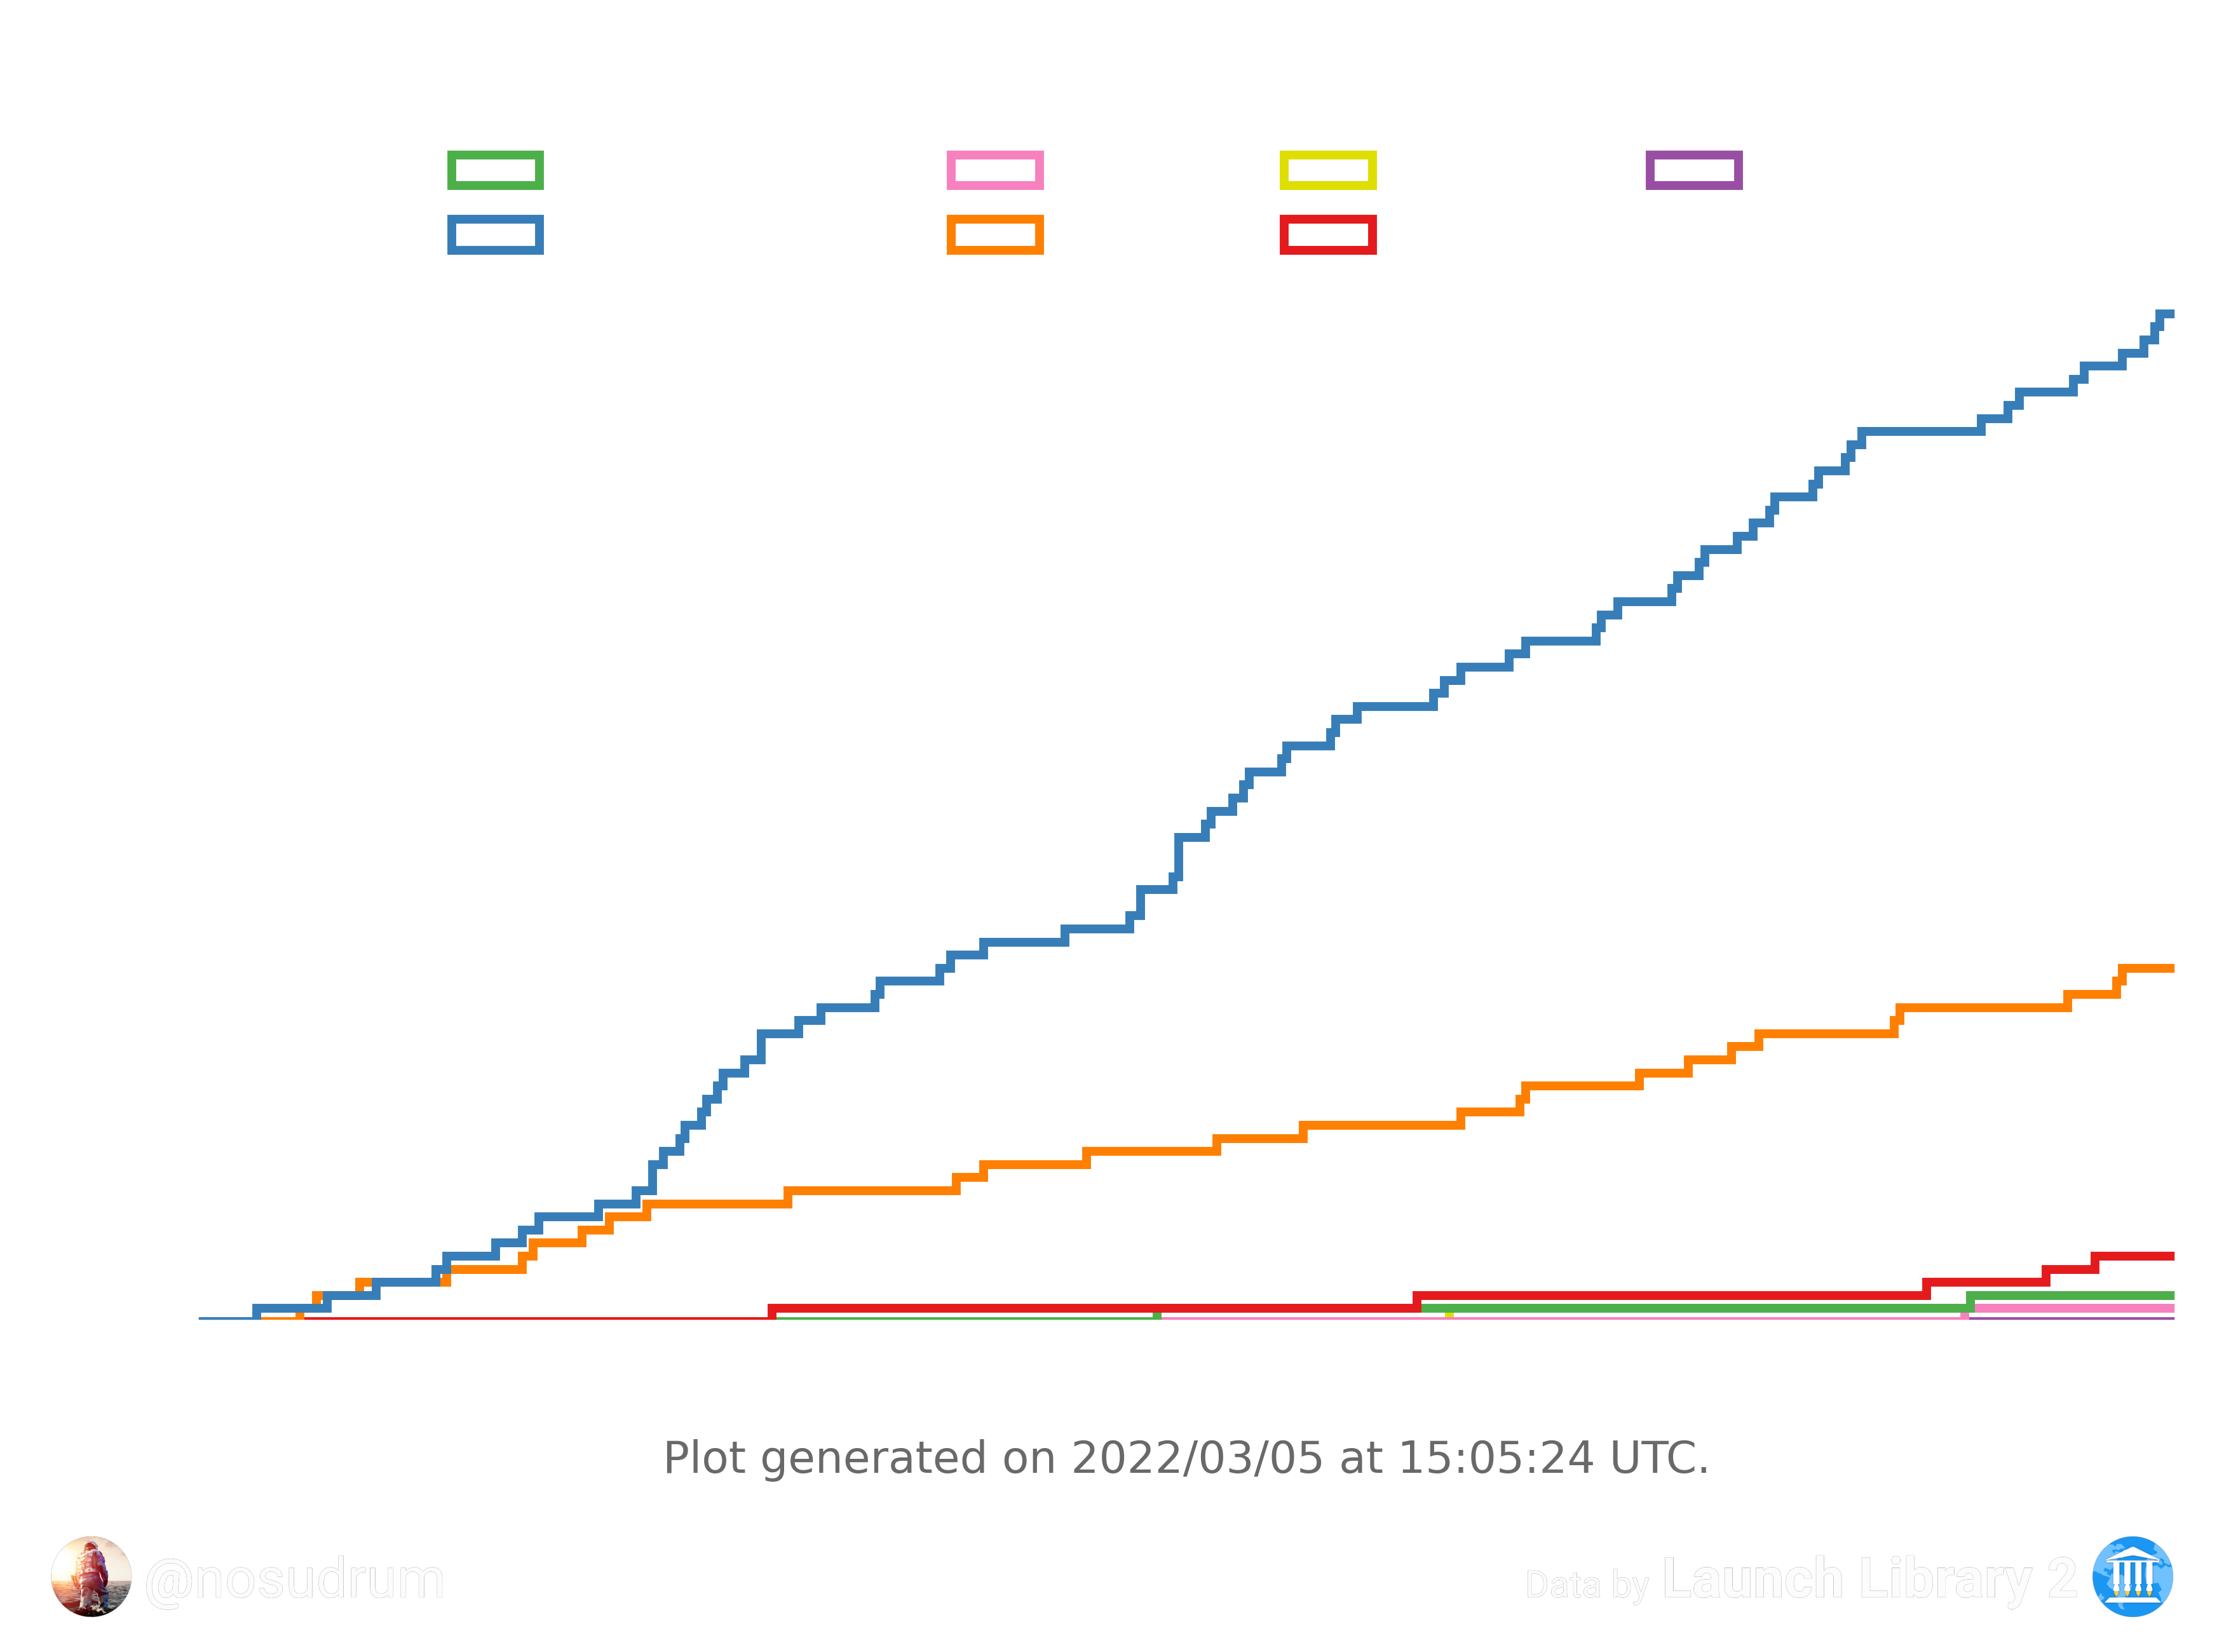 Plot generated on 2022/03/05 at 15:05:24 UTC.
@nosudrum
Data by Launch Library 2